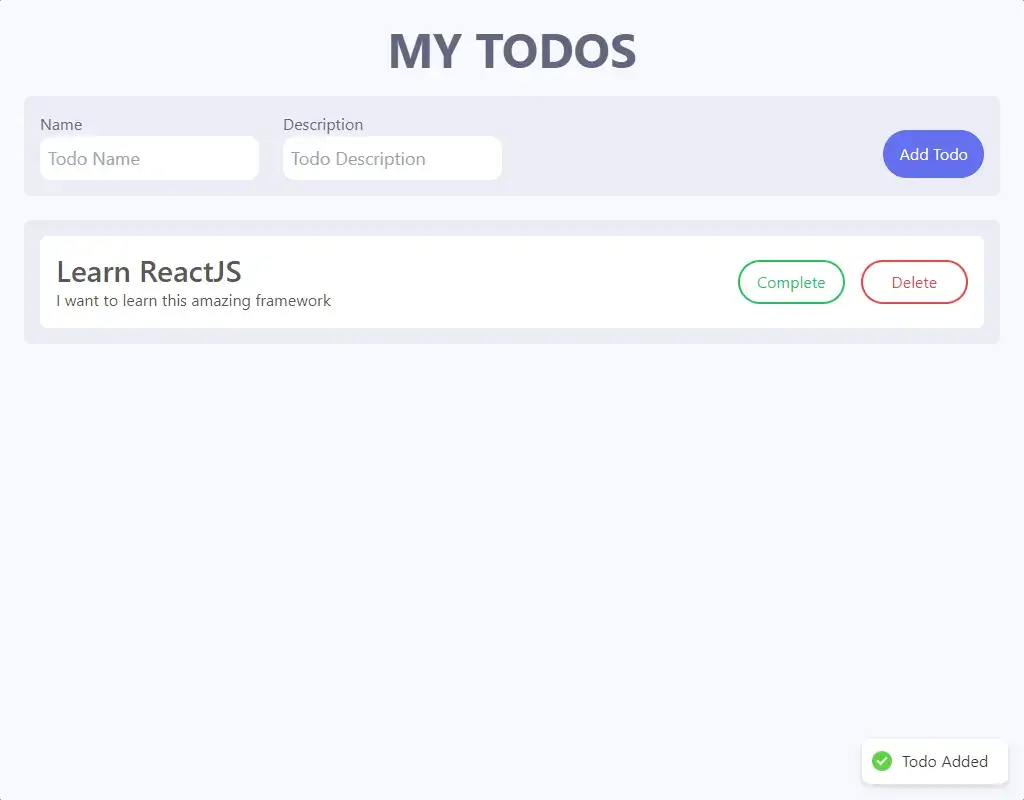 MY TODOS
Name
Description
Todo Name
Todo Description
Add Todo
Learn ReactJS
I want to learn this amazing framework
Complete
Delete
Todo Added